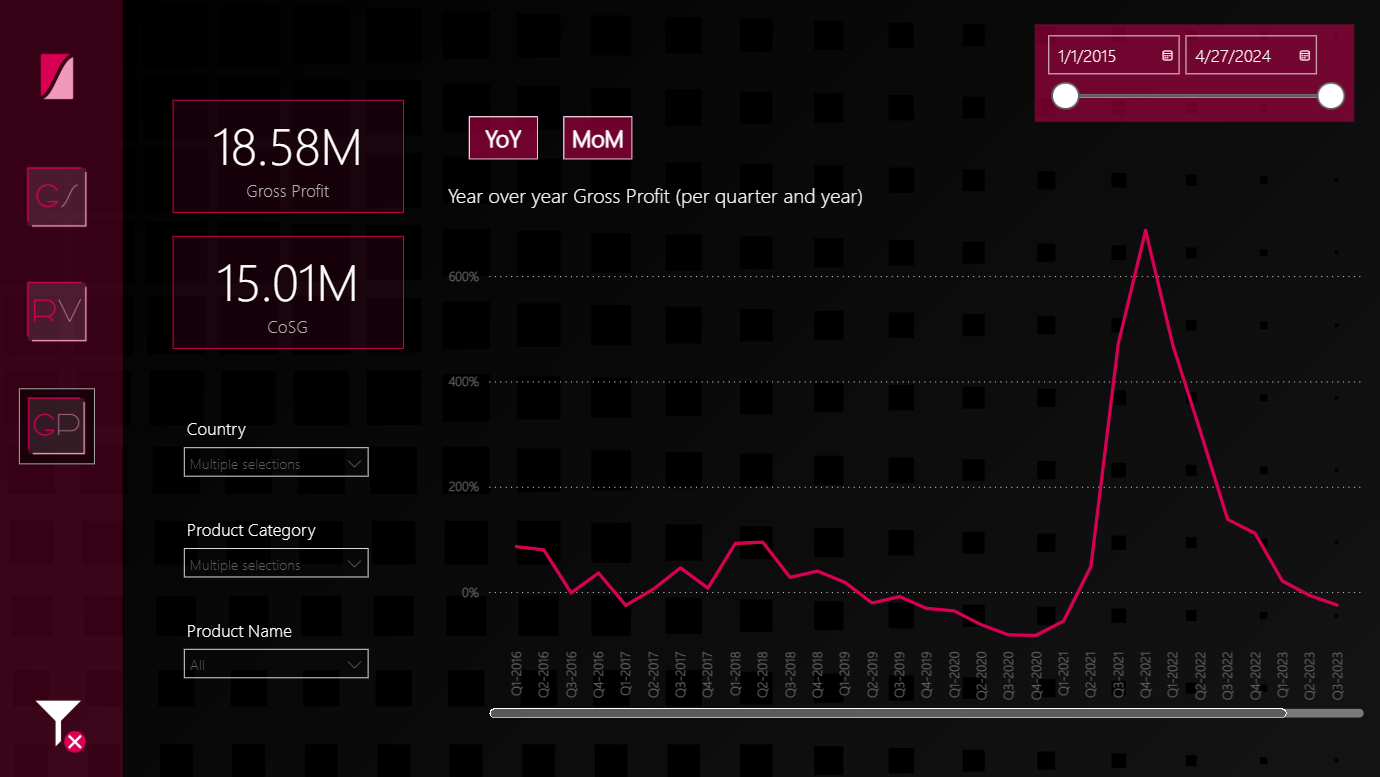 1/1/2015
4/27/2024
18.58M
Gross Profit
15.01M
CoSG
YoY
MoM
Year over year Gross Profit (per quarter and year)
600%
400%
200%
0%
Q1-2016
Q2-2016
Q3-2016
Q4-2016
Q1-2017
Q2-2017
Q3-2017
Q4-2017
Q1-2018
Q2-2018
Q3-2018
Q4-2018
Q1-2019
Q2-2019
Q3-2019
Q4-2019
Q1-2020
Q2-2020
Q3-2020
Q4-2020
Q1-2021
Q2-2021
Q3-2021
Q4-2021
Q1-2022
Q2-2022
Q3-2022
Q4-2022
Q1-2023
Q2-2023
Q3-2023
GS
RV
GP
Country
Multiple selections
Product Category
Multiple selections
Product Name
All